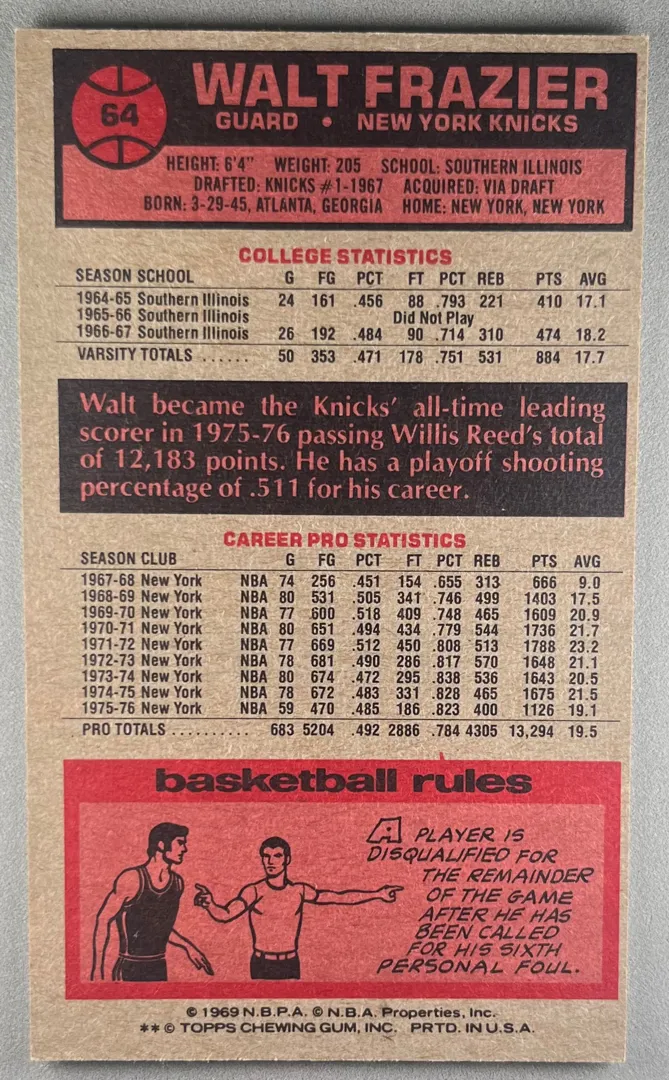 64
WALT FRAZIER
GUARD • NEW YORK KNICKS
HEIGHT: 6'4" WEIGHT: 205 SCHOOL: SOUTHERN ILLINOIS
DRAFTED: KNICKS #1-1967 ACQUIRED: VIA DRAFT
BORN: 3-29-45, ATLANTA, GEORGIA HOME: NEW YORK, NEW YORK
COLLEGE STATISTICS
SEASON SCHOOL G FG PCT FT PCT REB PTS AVG
1964-65 Southern Illinois 24 161 .456 88 .793 221 410 17.1
1965-66 Southern Illinois Did Not Play
1966-67 Southern Illinois 26 192 .484 90 .714 310 474 18.2
VARSITY TOTALS ...... 50 353 .471 178 .751 531 884 17.7
Walt became the Knicks' all-time leading
scorer in 1975-76 passing Willis Reed's total
of 12,183 points. He has a playoff shooting
percentage of .511 for his career.
CAREER PRO STATISTICS
SEASON CLUB G FG PCT FT PCT REB PTS AVG
1967-68 New York NBA 74 256 .451 154 .655 313 666 9.0
1968-69 New York NBA 80 531 .505 341 .746 499 1403 17.5
1969-70 New York NBA 77 600 .518 409 .748 465 1609 20.9
1970-71 New York NBA 80 651 .494 434 .779 544 1736 21.7
1971-72 New York NBA 77 669 .512 450 .808 513 1788 23.2
1972-73 New York NBA 78 681 .490 286 .817 570 1648 21.1
1973-74 New York NBA 80 674 .472 295 .838 536 1643 20.5
1974-75 New York NBA 78 672 .483 331 .828 465 1675 21.5
1975-76 New York NBA 59 470 .485 186 .823 400 1126 19.1
PRO TOTALS .......... 683 5204 .492 2886 .784 4305 13,294 19.5
basketball rules
A PLAYER IS
DISQUALIFIED FOR
THE REMAINDER
OF THE GAME
AFTER HE HAS
BEEN CALLED
FOR HIS SIXTH
PERSONAL FOUL.
© 1969 N.B.P.A. © N.B.A. Properties, Inc.
** © TOPPS CHEWING GUM, INC. PRTD. IN U.S.A.